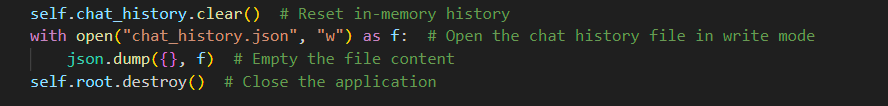 self.chat_history.clear()  # Reset in-memory history
with open("chat_history.json", "w") as f:  # Open the chat history file in write mode
    json.dump({}, f)  # Empty the file content
self.root.destroy()  # Close the application